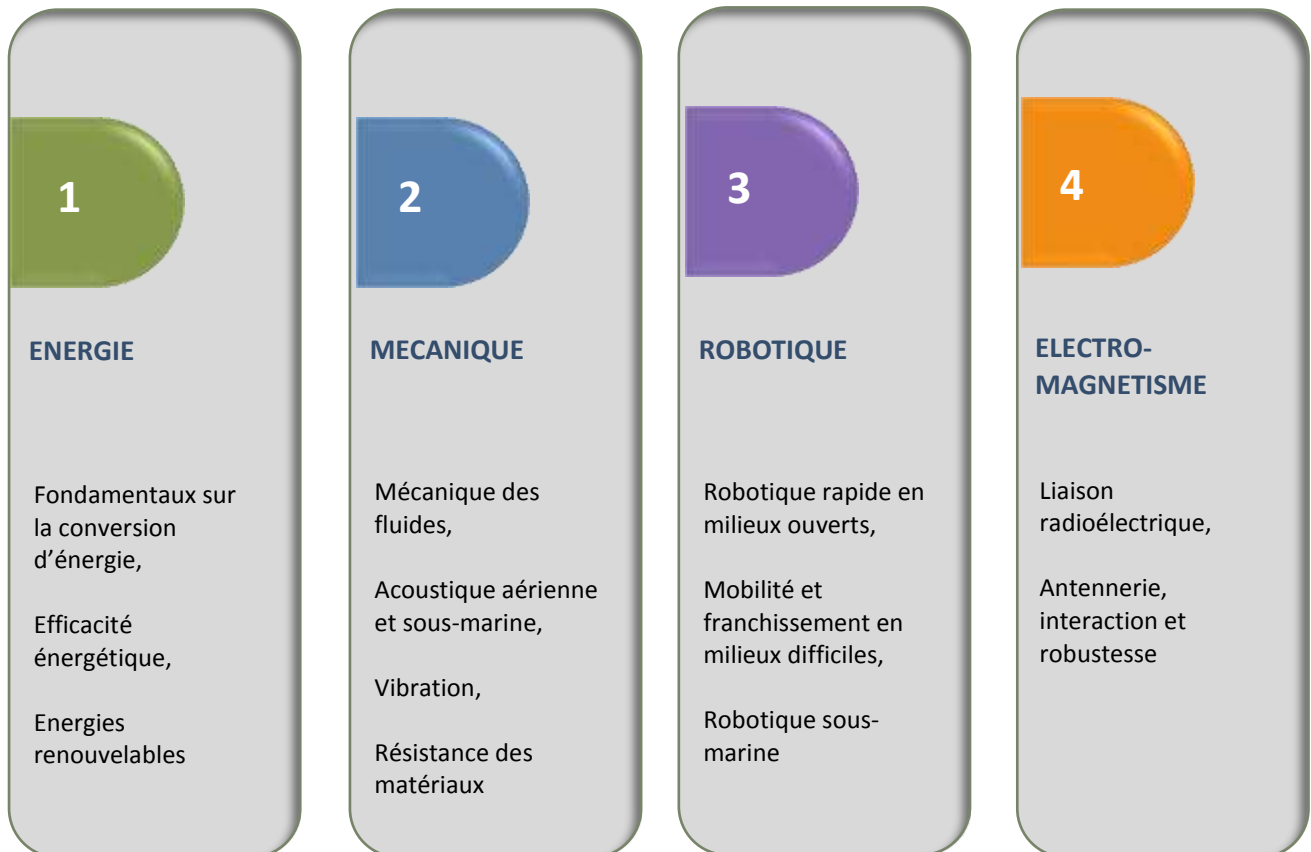 1
ENERGIE
Fondamentaux sur
la conversion
d’énergie,
Efficacité
énergétique,
Energies
renouvelables
2
MECANIQUE
Mécanique des
fluides,
Acoustique aérienne
et sous-marine,
Vibration,
Résistance des
matériaux
3
ROBOTIQUE
Robotique rapide en
milieux ouverts,
Mobilité et
franchissement en
milieux difficiles,
Robotique sous-
marine
4
ELECTRO-
MAGNETISME
Liaison
radioélectrique,
Antennerie,
interaction et
robustesse